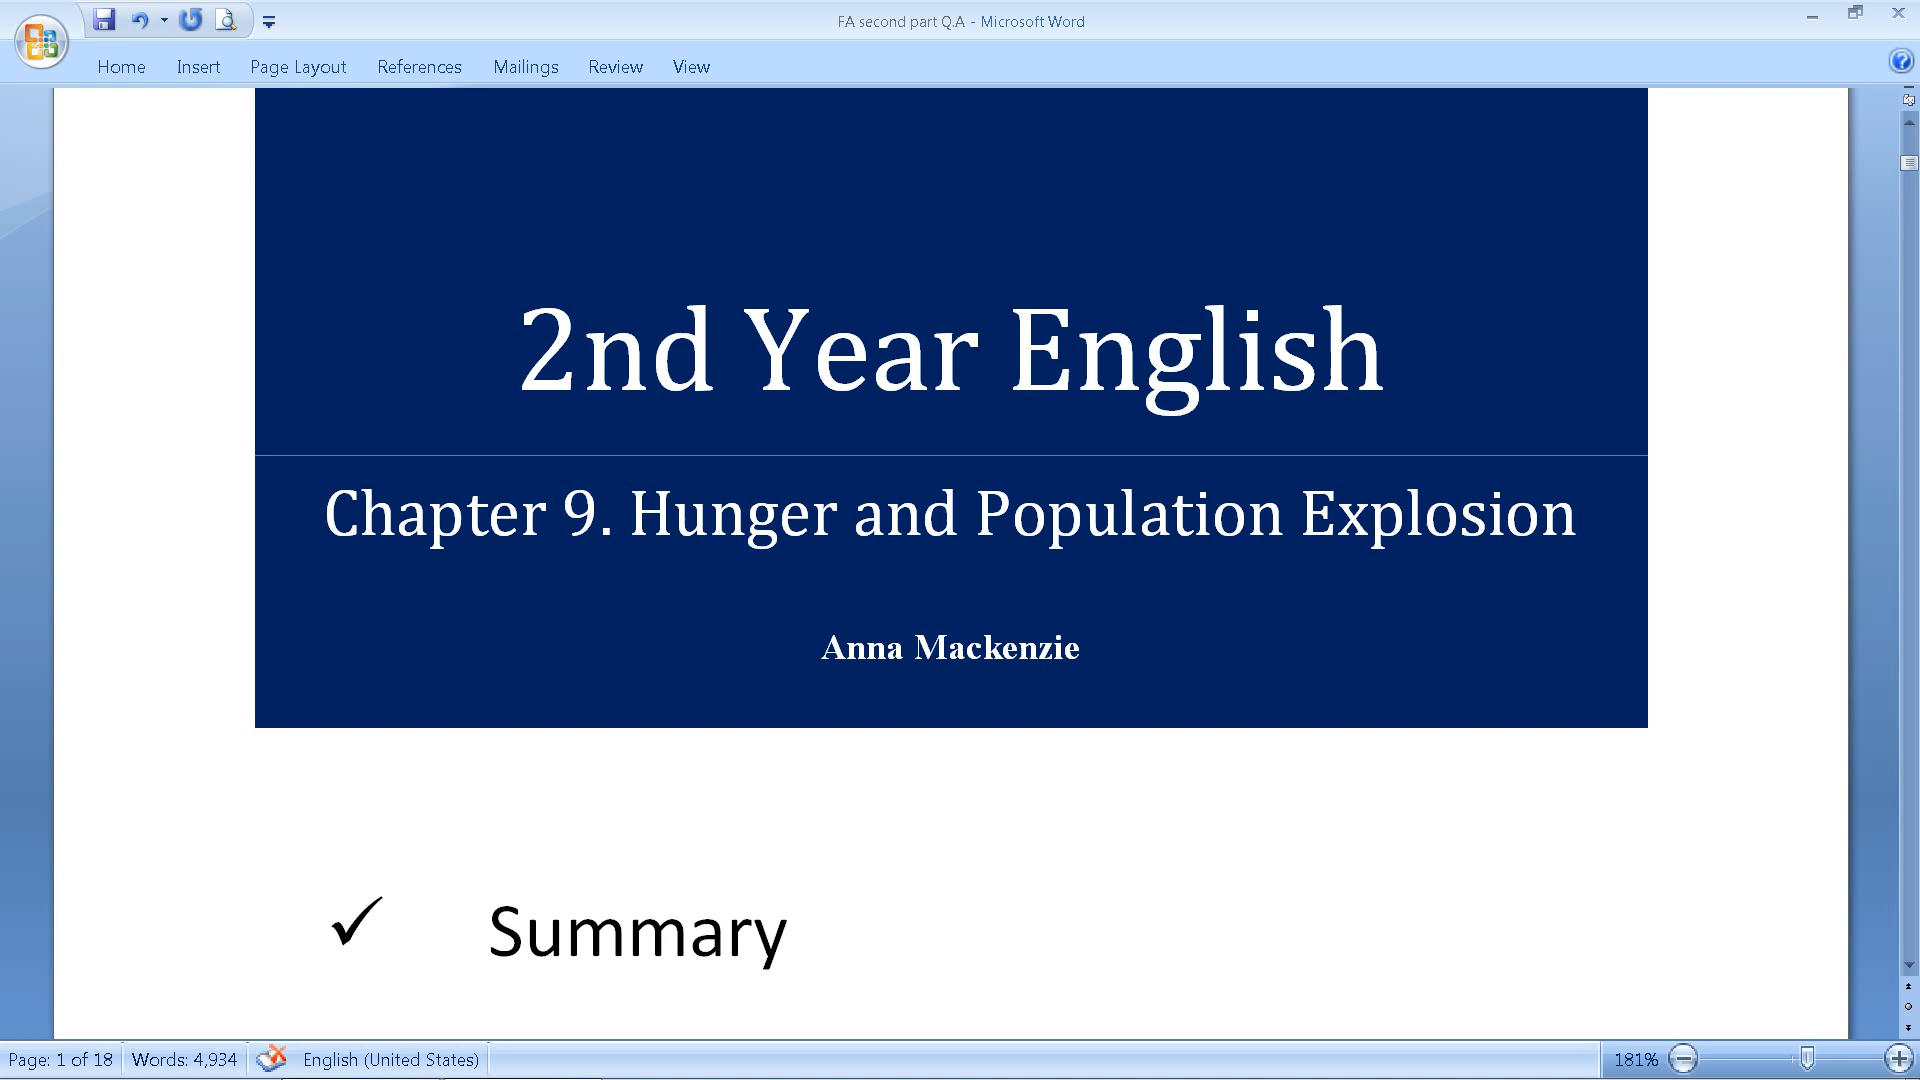 FA second part Q.A - Microsoft Word
Home Insert Page Layout References Mailings Review View
2nd Year English
Chapter 9. Hunger and Population Explosion
Anna Mackenzie
✓ Summary
Page: 1 of 18 Words: 4,934 English (United States) 181%